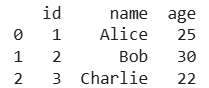 id name age
0 1 Alice 25
1 2 Bob 30
2 3 Charlie 22